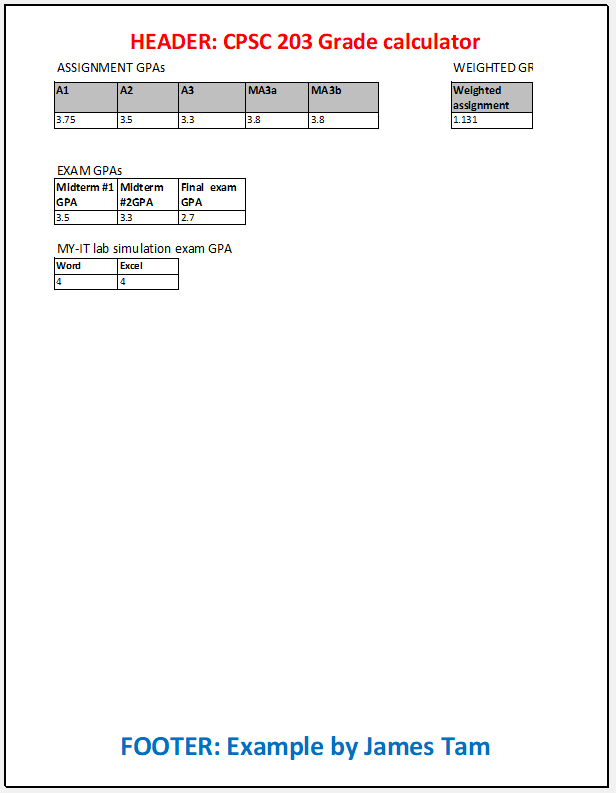 HEADER: CPSC 203 Grade calculator
ASSIGNMENT GPAs WEIGHTED GR
A1 A2 A3 MA3a MA3b Weighted
assignment
3.75 3.5 3.3 3.8 3.8 1.131
EXAM GPAs
Midterm #1 Midterm Final exam
GPA #2GPA GPA
3.5 3.3 2.7
MY-IT lab simulation exam GPA
Word Excel
4 4
FOOTER: Example by James Tam